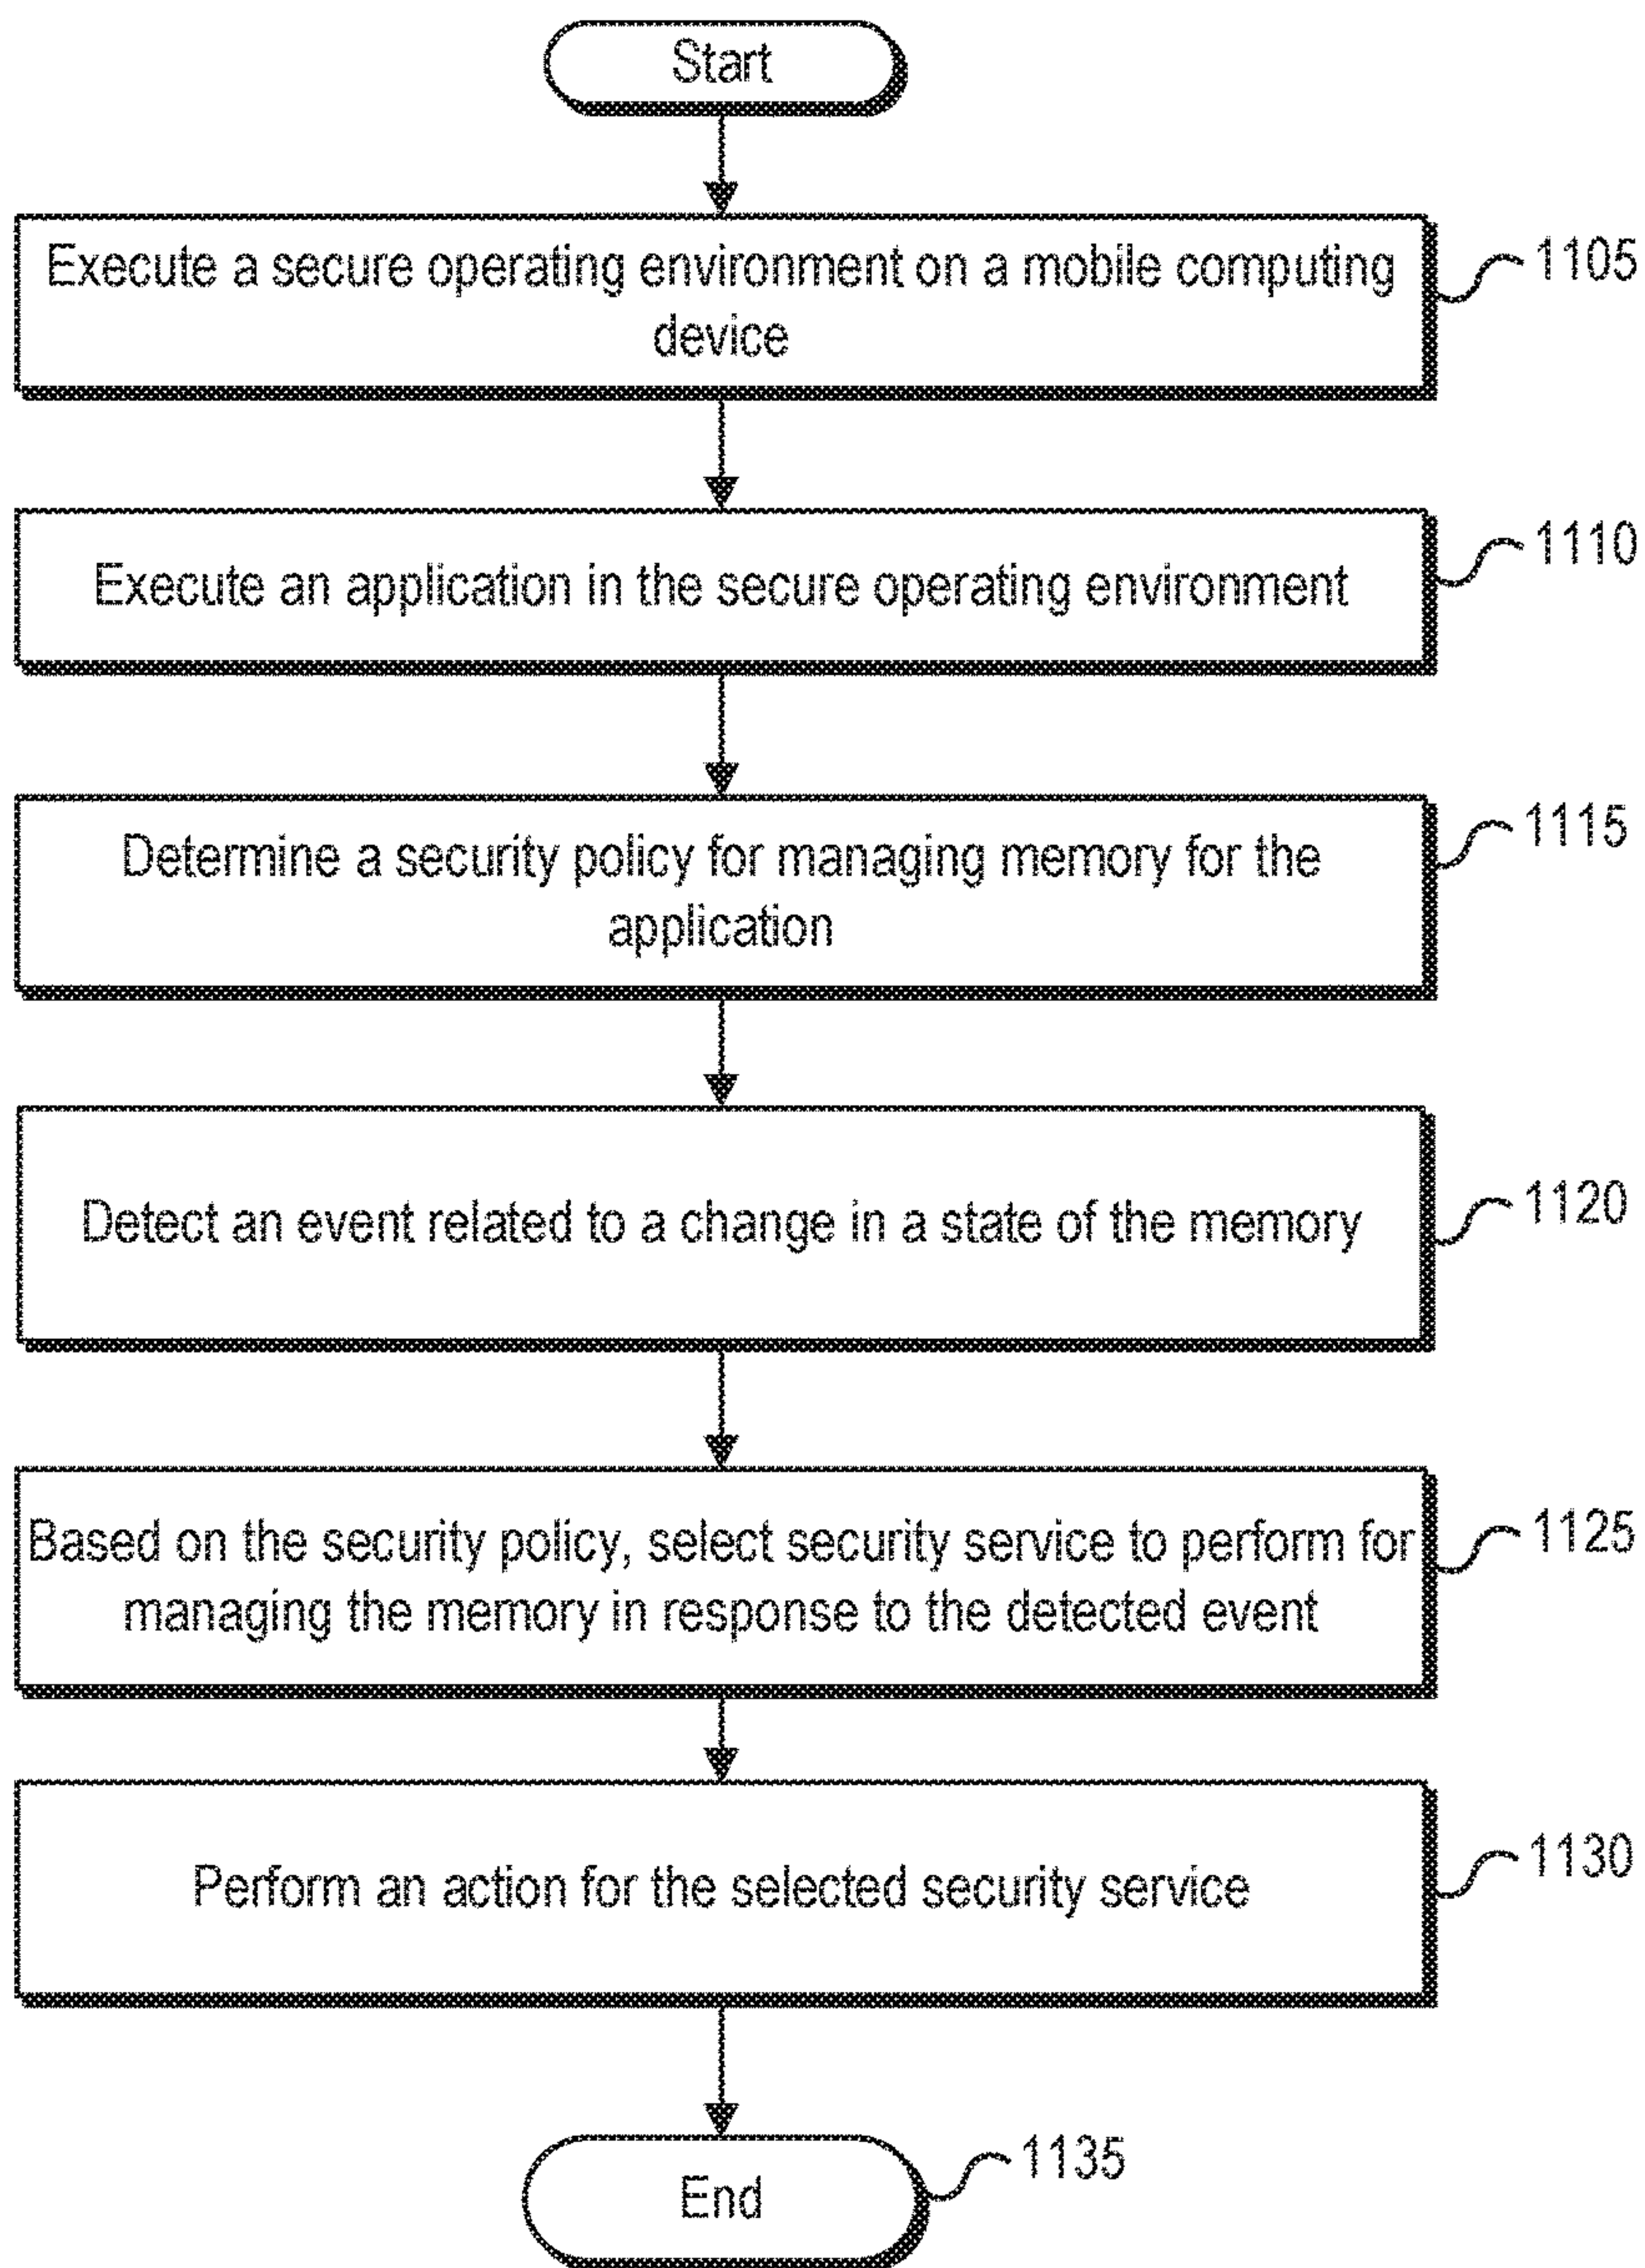 Start
Execute a secure operating environment on a mobile computing
device
1105
Execute an application in the secure operating environment
1110
Determine a security policy for managing memory for the
application
1115
Detect an event related to a change in a state of the memory
1120
Based on the security policy, select security service to perform for
managing the memory in response to the detected event
1125
Perform an action for the selected security service
1130
End
1135